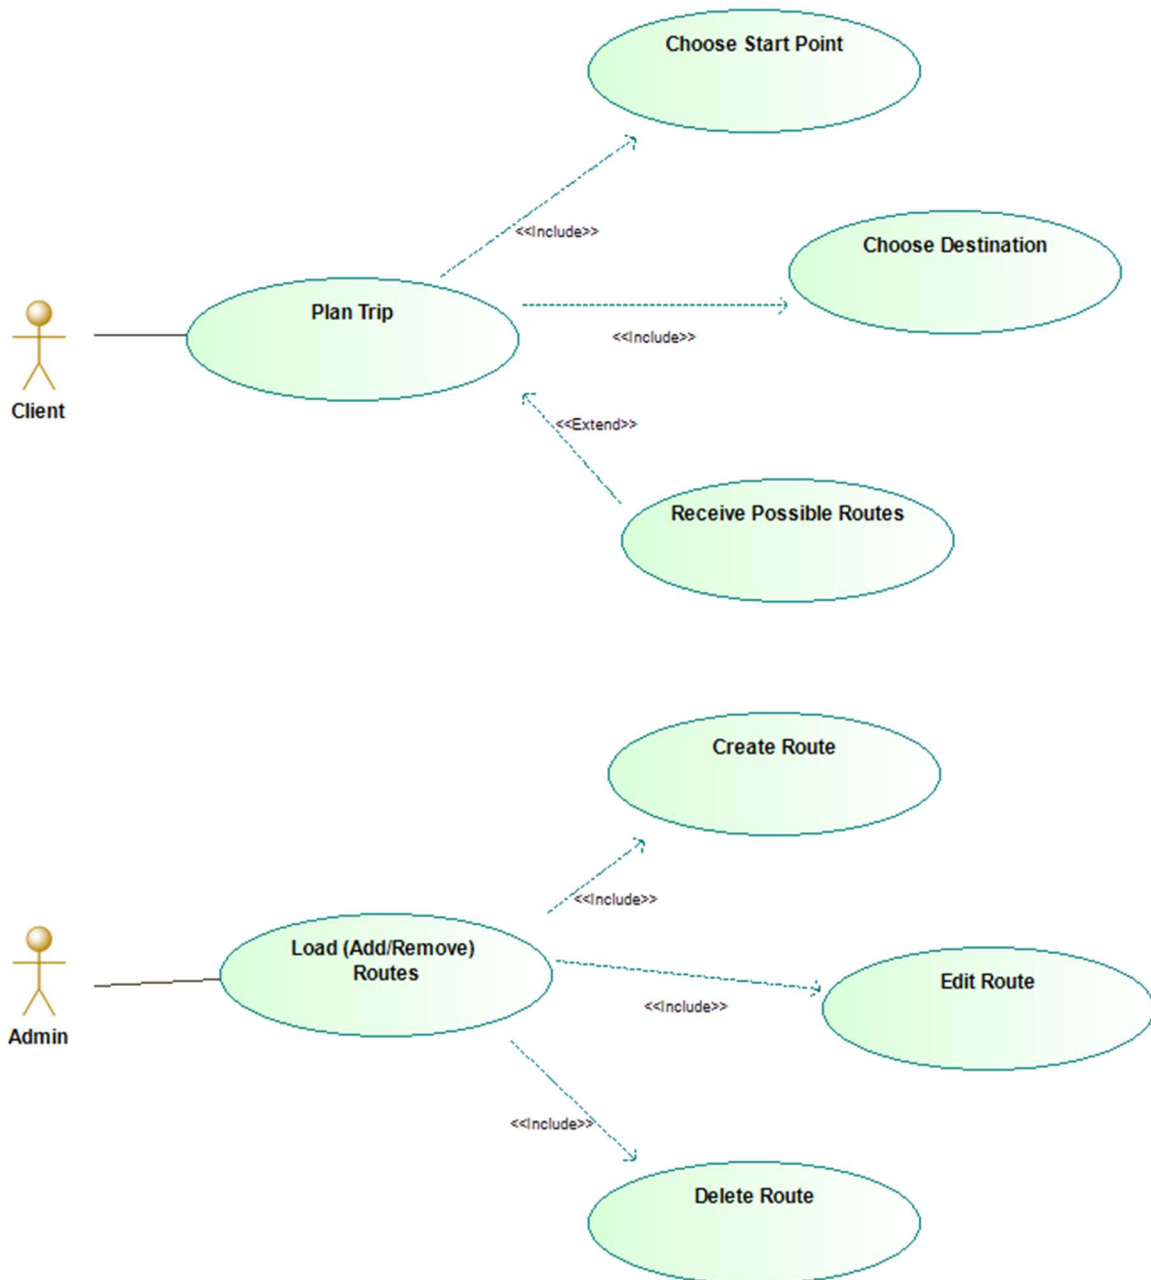 Choose Start Point
<<Include>>
Choose Destination
Plan Trip
<<Include>>
Client
<<Extend>>
Receive Possible Routes
Create Route
<<Include>>
Load (Add/Remove)
Routes
Edit Route
<<Include>>
Admin
<<Include>>
Delete Route